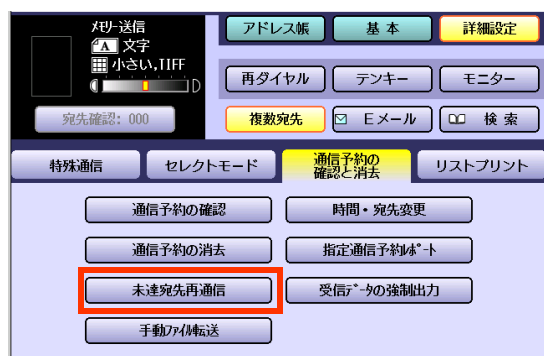 ﾒﾓﾘｰ送信
A 文字
小さい,TIFF
D
宛先確認: 000
アドレス帳
基 本
詳細設定
再ダイヤル
テンキー
モニター
複数宛先
Eメール
検 索
特殊通信
セレクトモード
通信予約の
確認と消去
リストプリント
通信予約の確認
時間・宛先変更
通信予約の消去
指定通信予約ﾚﾎﾟｰﾄ
未達宛先再通信
受信ﾃﾞｰﾀの強制出力
手動ﾌｧｲﾙ転送